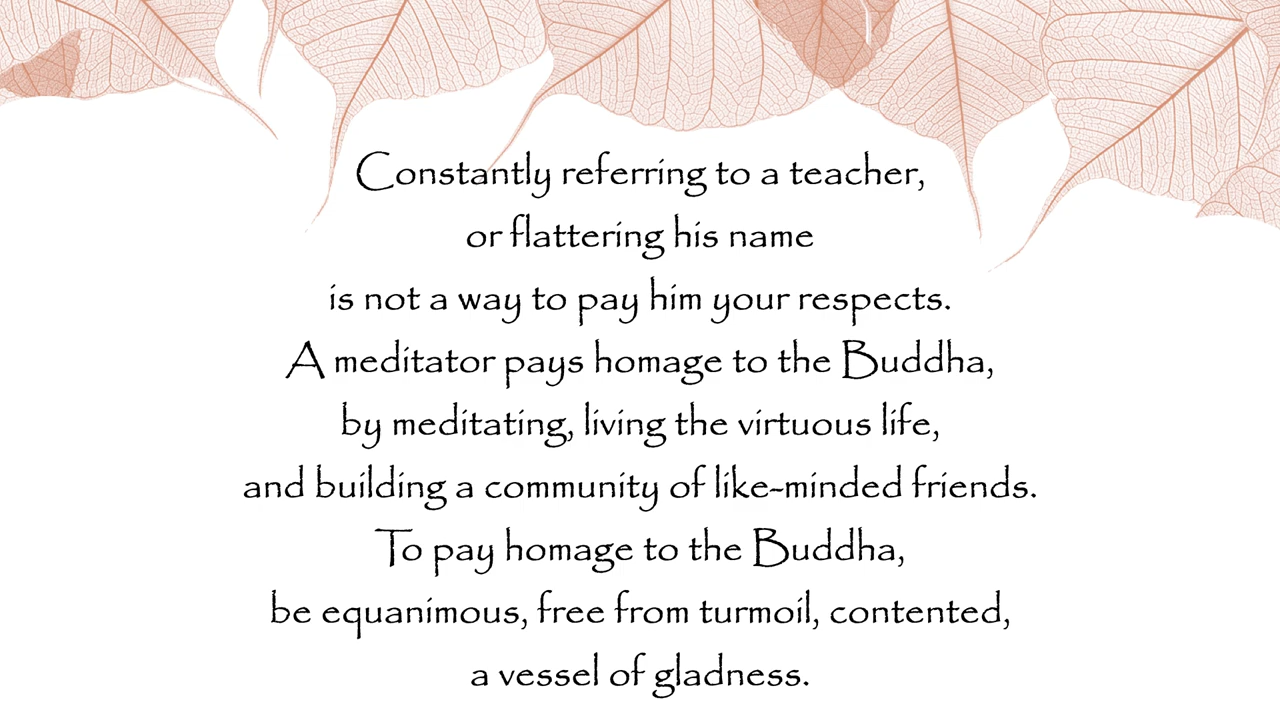 Constantly referring to a teacher,
or flattering his name
is not a way to pay him your respects.
A meditator pays homage to the Buddha,
by meditating, living the virtuous life,
and building a community of like-minded friends.
To pay homage to the Buddha,
be equanimous, free from turmoil, contented,
a vessel of gladness.